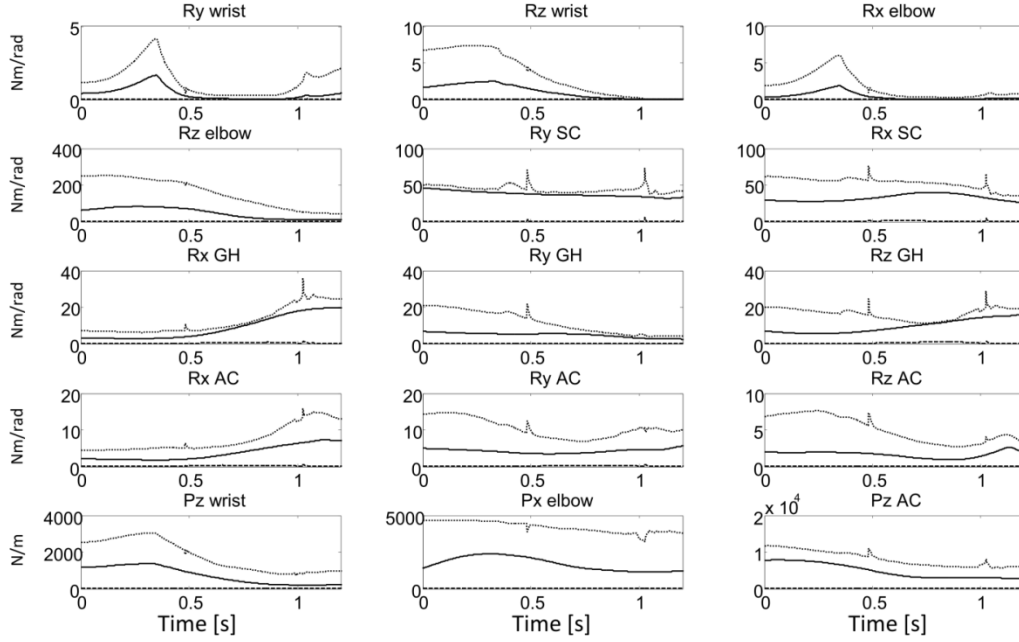 Ry wrist Rz wrist Rx elbow
Nm/rad 5 0 0 0.5 1 10 5 0 0 0.5 1 10 5 0 0 0.5 1
Rz elbow Ry SC Rx SC
Nm/rad 400 200 0 0 0.5 1 100 50 0 0 0.5 1 100 50 0 0 0.5 1
Rx GH Ry GH Rz GH
Nm/rad 40 20 0 0 0.5 1 40 20 0 0 0.5 1 40 20 0 0 0.5 1
Rx AC Ry AC Rz AC
Nm/rad 20 10 0 0 0.5 1 20 10 0 0 0.5 1 10 5 0 0 0.5 1
Pz wrist Px elbow Pz AC
N/m 4000 2000 0 0 0.5 1 5000 0 0 0.5 1 2 x 10^4 1 0 0 0.5 1
Time [s] Time [s] Time [s]